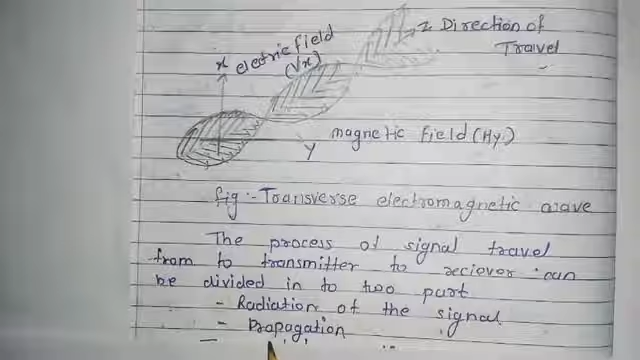 z Direction of
Travel
x electric field
(Vx)
magnetic field (Hy)
y
fig :- Transverse electromagnetic wave
The process of signal travel
from to transmitter to reciever can
be divided in to two part
- Radiation of the signal
- Propagation